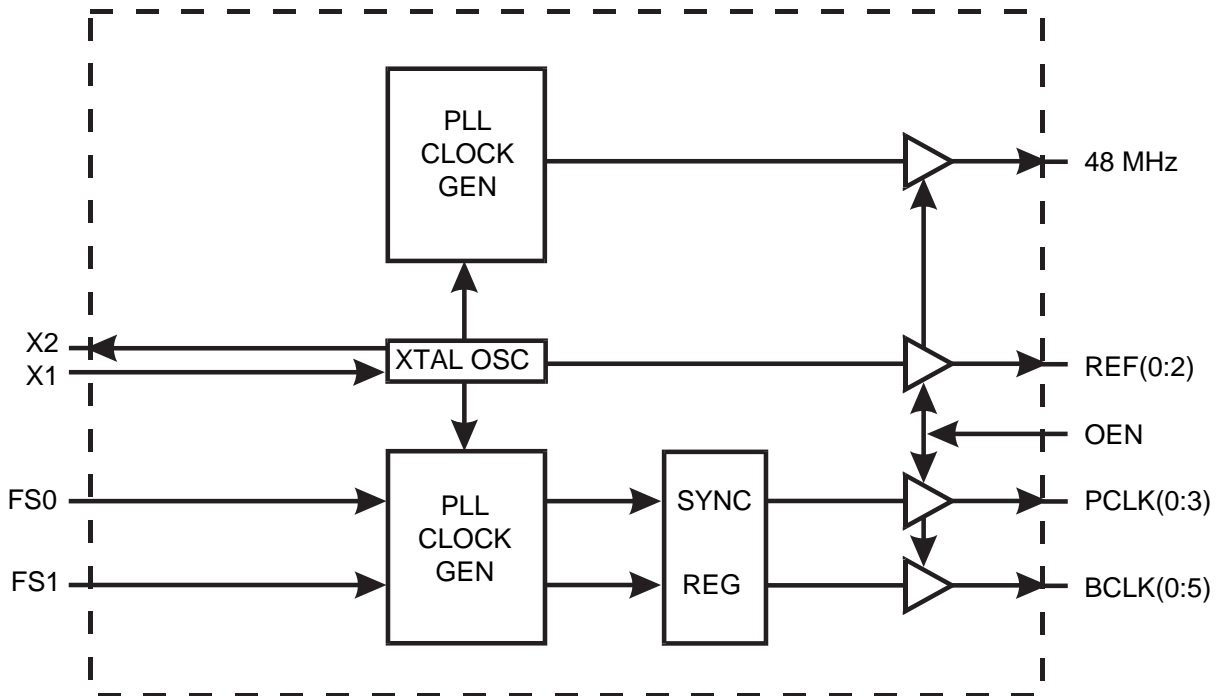 PLL
CLOCK
GEN
48 MHz
X2
X1
XTAL OSC
REF(0:2)
OEN
FS0
FS1
PLL
CLOCK
GEN
SYNC
REG
PCLK(0:3)
BCLK(0:5)